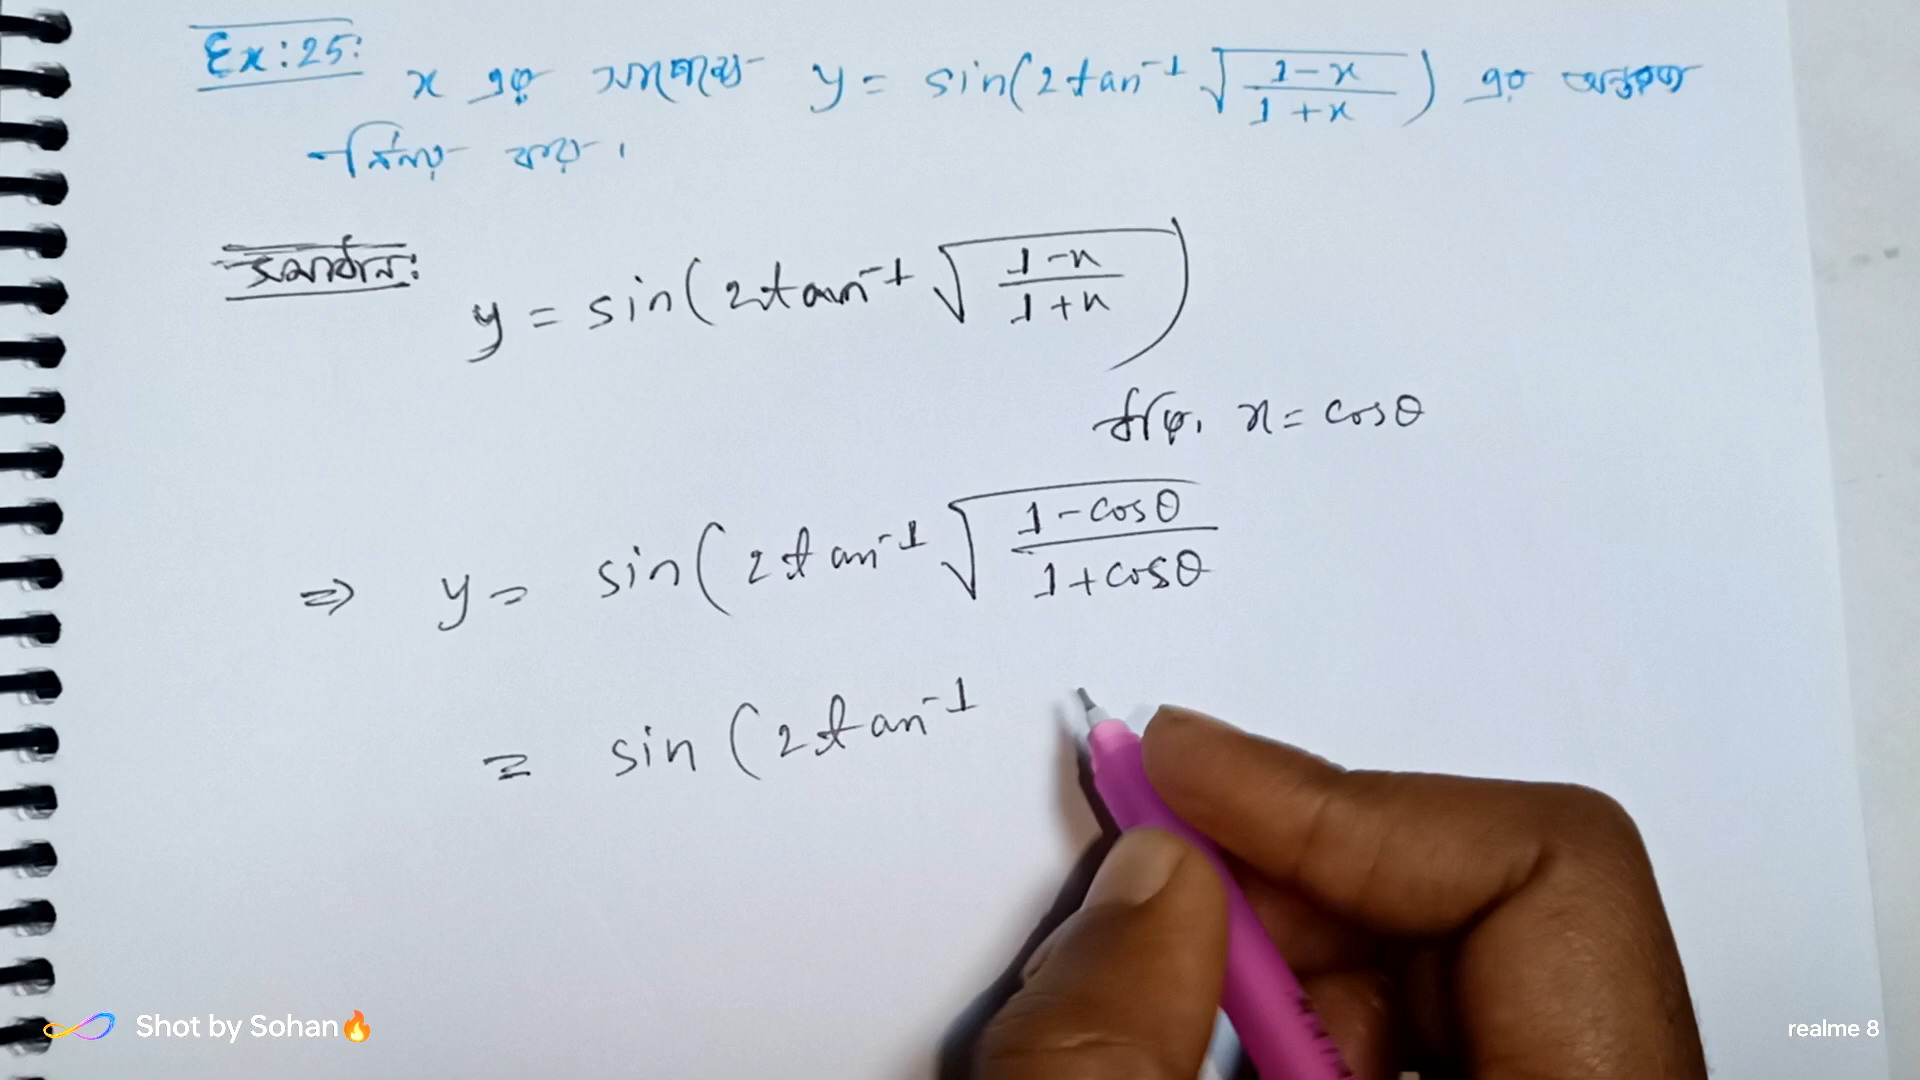 Ex:25: x এর সাপেক্ষে y = sin(2tan⁻¹ √((1-x)/(1+x))) এর অন্তরজ
নির্ণয় কর।
সমাধান:
y = sin(2tan⁻¹ √((1-x)/(1+x)))
ধরি, x = cosθ
⇒ y = sin(2tan⁻¹ √((1-cosθ)/(1+cosθ))
= sin(2tan⁻¹
Shot by Sohan🔥
realme 8